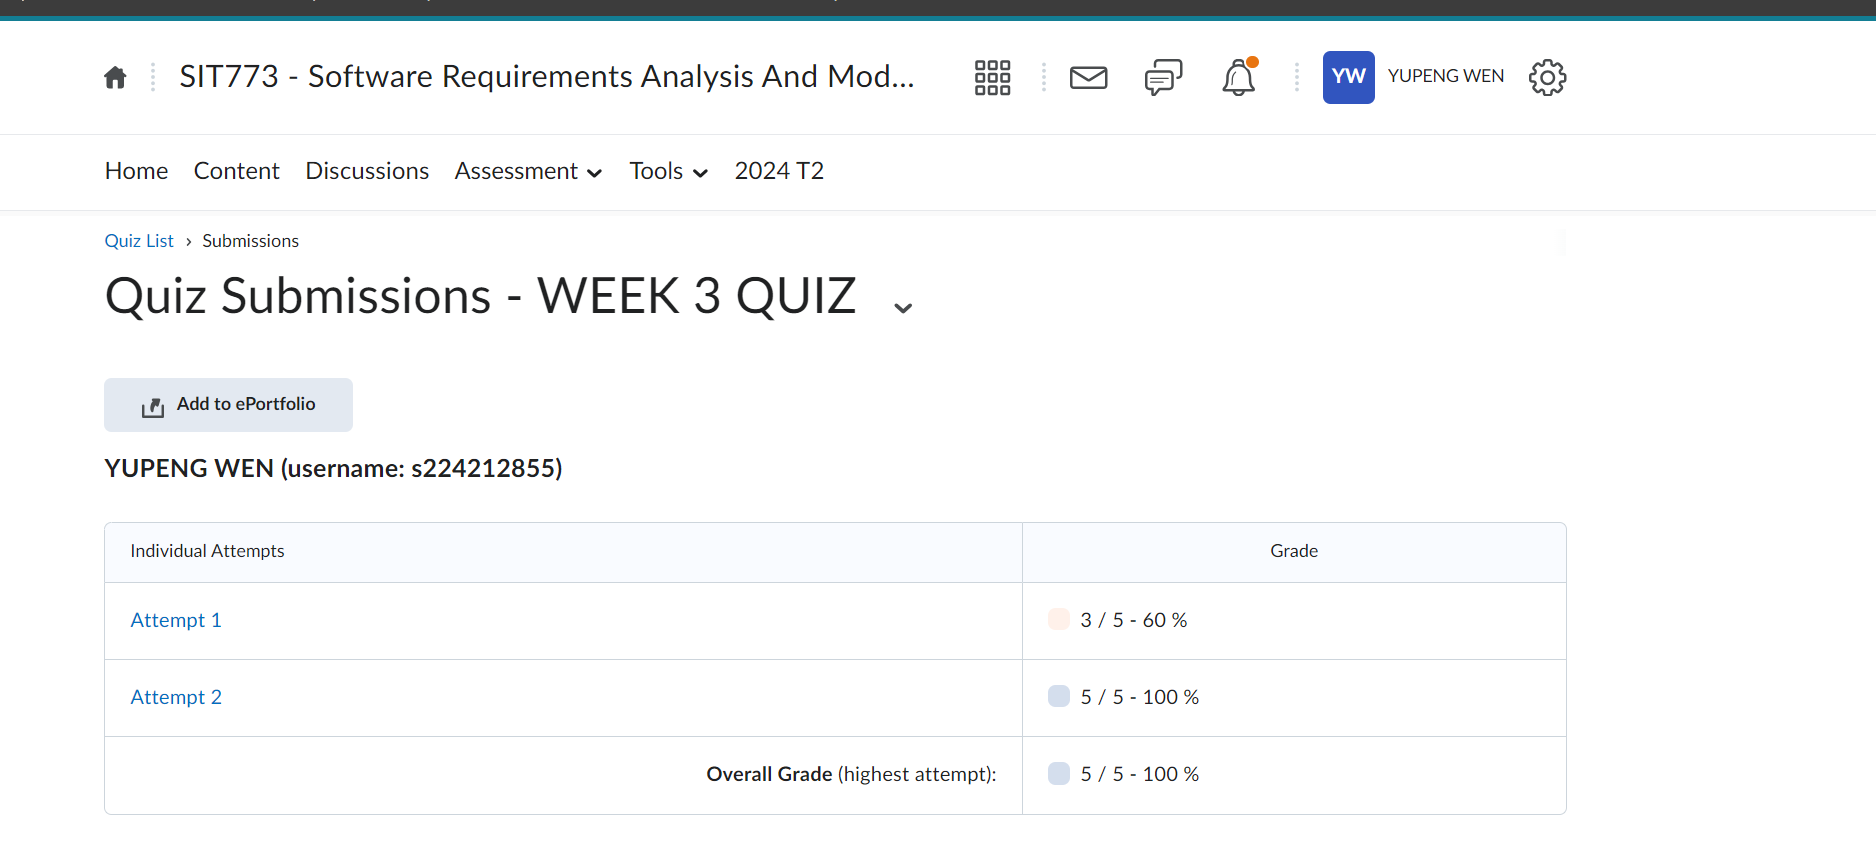 SIT773 - Software Requirements Analysis And Mod...
YW
YUPENG WEN
Home Content Discussions Assessment Tools 2024 T2
Quiz List › Submissions
Quiz Submissions - WEEK 3 QUIZ
Add to ePortfolio
YUPENG WEN (username: s224212855)
Individual Attempts Grade
Attempt 1 3 / 5 - 60 %
Attempt 2 5 / 5 - 100 %
Overall Grade (highest attempt): 5 / 5 - 100 %